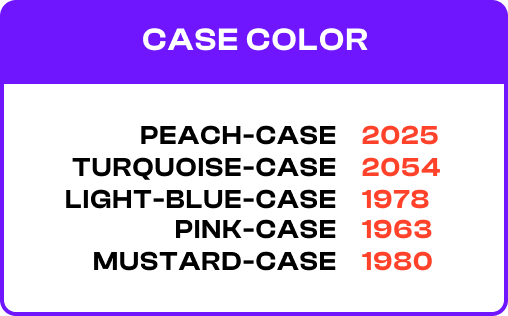 CASE COLOR
PEACH-CASE 2025
TURQUOISE-CASE 2054
LIGHT-BLUE-CASE 1978
PINK-CASE 1963
MUSTARD-CASE 1980